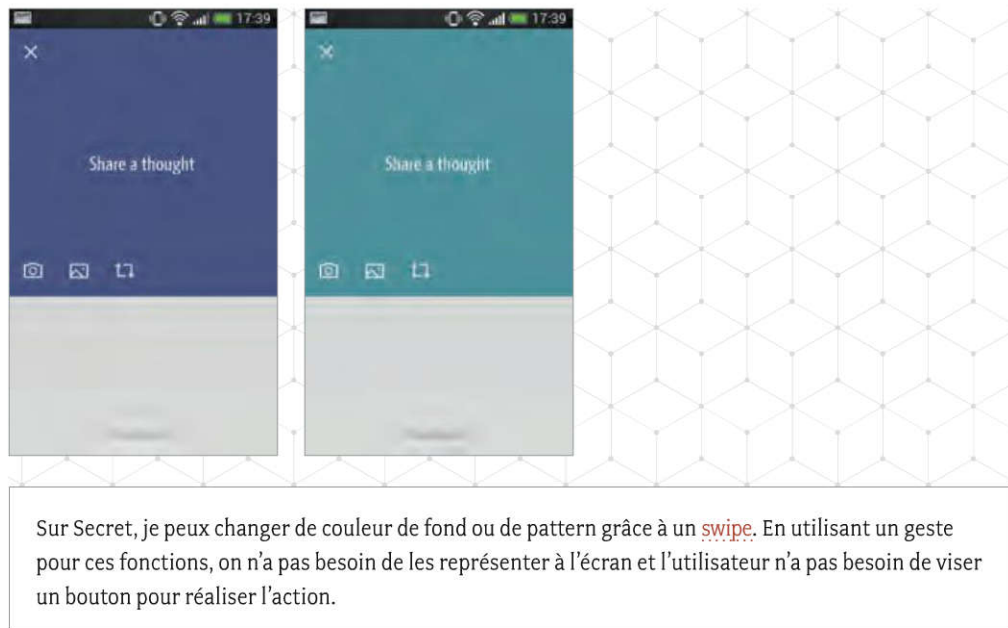 17:39
17:39
Share a thought
Share a thought
Sur Secret, je peux changer de couleur de fond ou de pattern grâce à un swipe. En utilisant un geste
pour ces fonctions, on n’a pas besoin de les représenter à l’écran et l’utilisateur n’a pas besoin de viser
un bouton pour réaliser l’action.